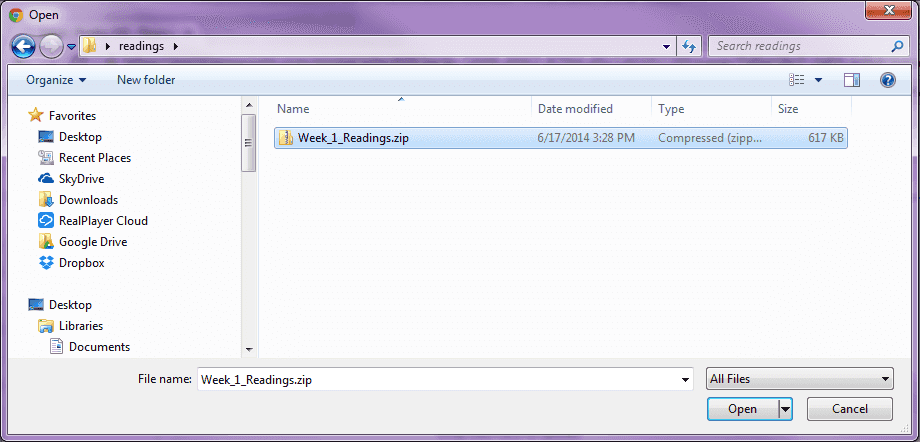 Open
readings
Search readings
Organize
New folder
Name
Date modified
Type
Size
Favorites
Desktop
Recent Places
SkyDrive
Downloads
RealPlayer Cloud
Google Drive
Dropbox
Desktop
Libraries
Documents
Week_1_Readings.zip
6/17/2014 3:28 PM
Compressed (zipp...
617 KB
File name:
Week_1_Readings.zip
All Files
Open
Cancel